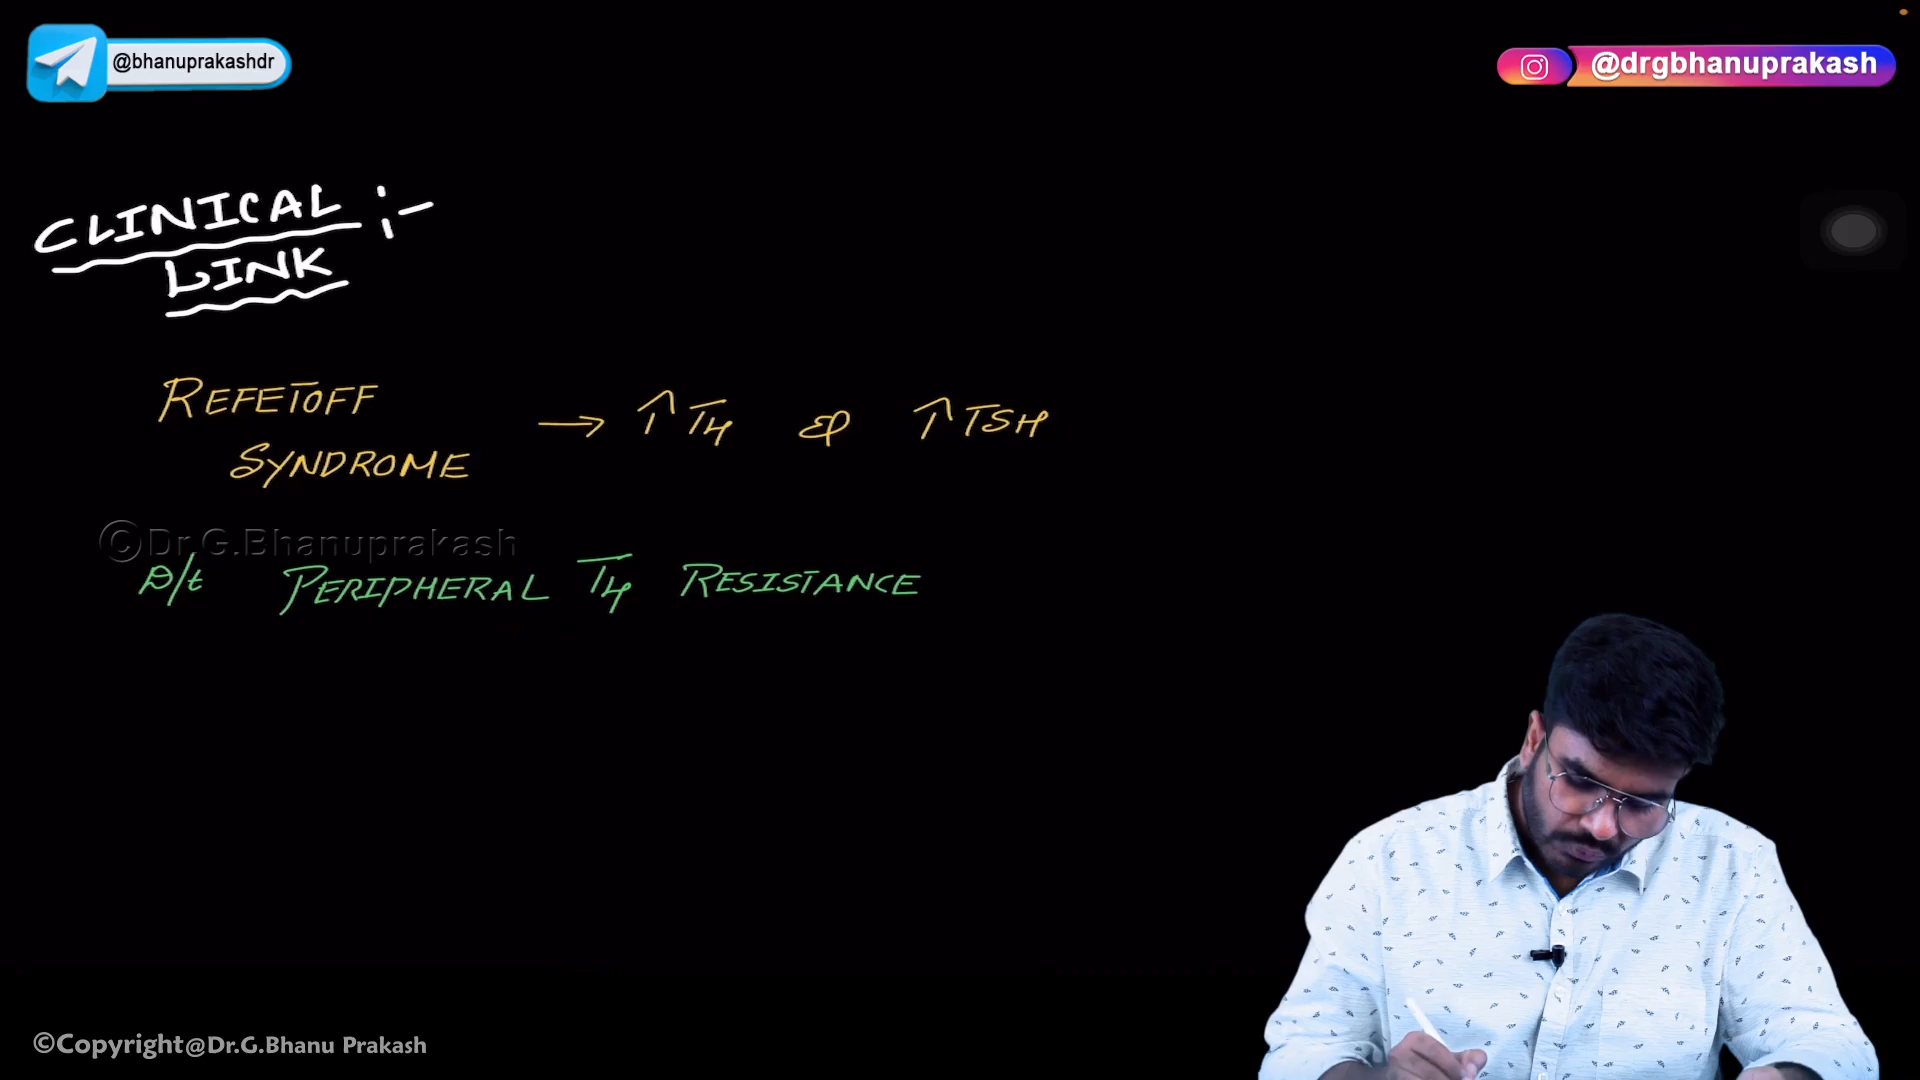 @bhanuprakashdr
@drgbhanuprakash
CLINICAL :-
LINK
REFETOFF
SYNDROME → ↑ T4 & ↑ TSH
©Dr.G.Bhanuprakash
D/t PERIPHERAL T4 RESISTANCE
©Copyright@Dr.G.Bhanu Prakash